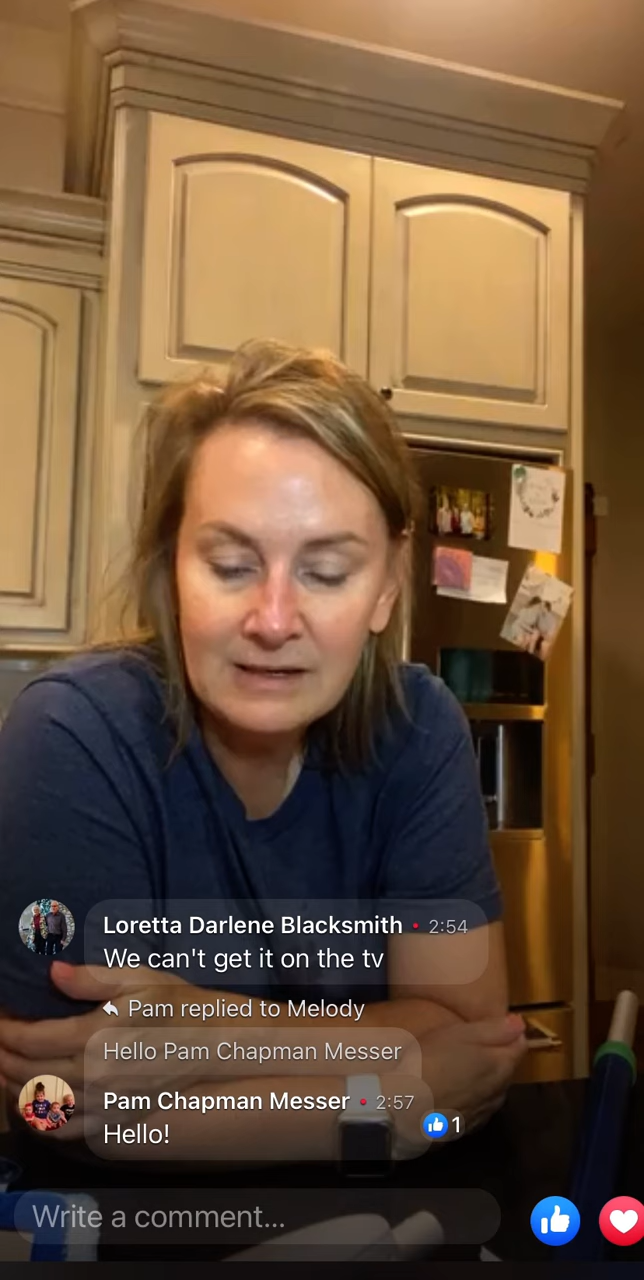 Loretta Darlene Blacksmith • 2:54
We can't get it on the tv
Pam replied to Melody
Hello Pam Chapman Messer
Pam Chapman Messer • 2:57
Hello!
1
Write a comment...